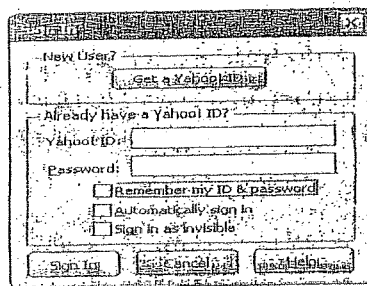 New User?
Get a Yahoo! ID...
Already have a Yahoo! ID?
Yahoo! ID:
Password:
Remember my ID & password
Automatically sign in
Sign in as invisible
Sign In Cancel Help